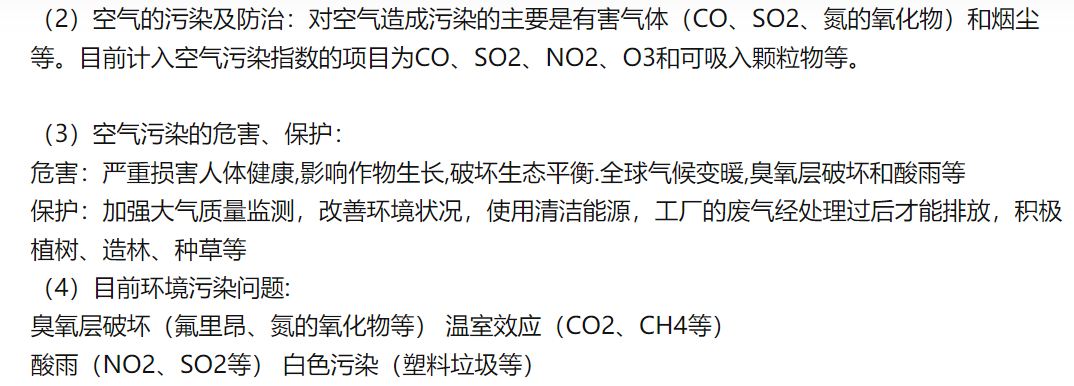 （2）空气的污染及防治：对空气造成污染的主要是有害气体（CO、SO2、氮的氧化物）和烟尘
等。目前计入空气污染指数的项目为CO、SO2、NO2、O3和可吸入颗粒物等。
（3）空气污染的危害、保护：
危害：严重损害人体健康,影响作物生长,破坏生态平衡.全球气候变暖,臭氧层破坏和酸雨等
保护：加强大气质量监测，改善环境状况，使用清洁能源，工厂的废气经处理过后才能排放，积极
植树、造林、种草等
（4）目前环境污染问题:
臭氧层破坏（氟里昂、氮的氧化物等） 温室效应（CO2、CH4等）
酸雨（NO2、SO2等） 白色污染（塑料垃圾等）